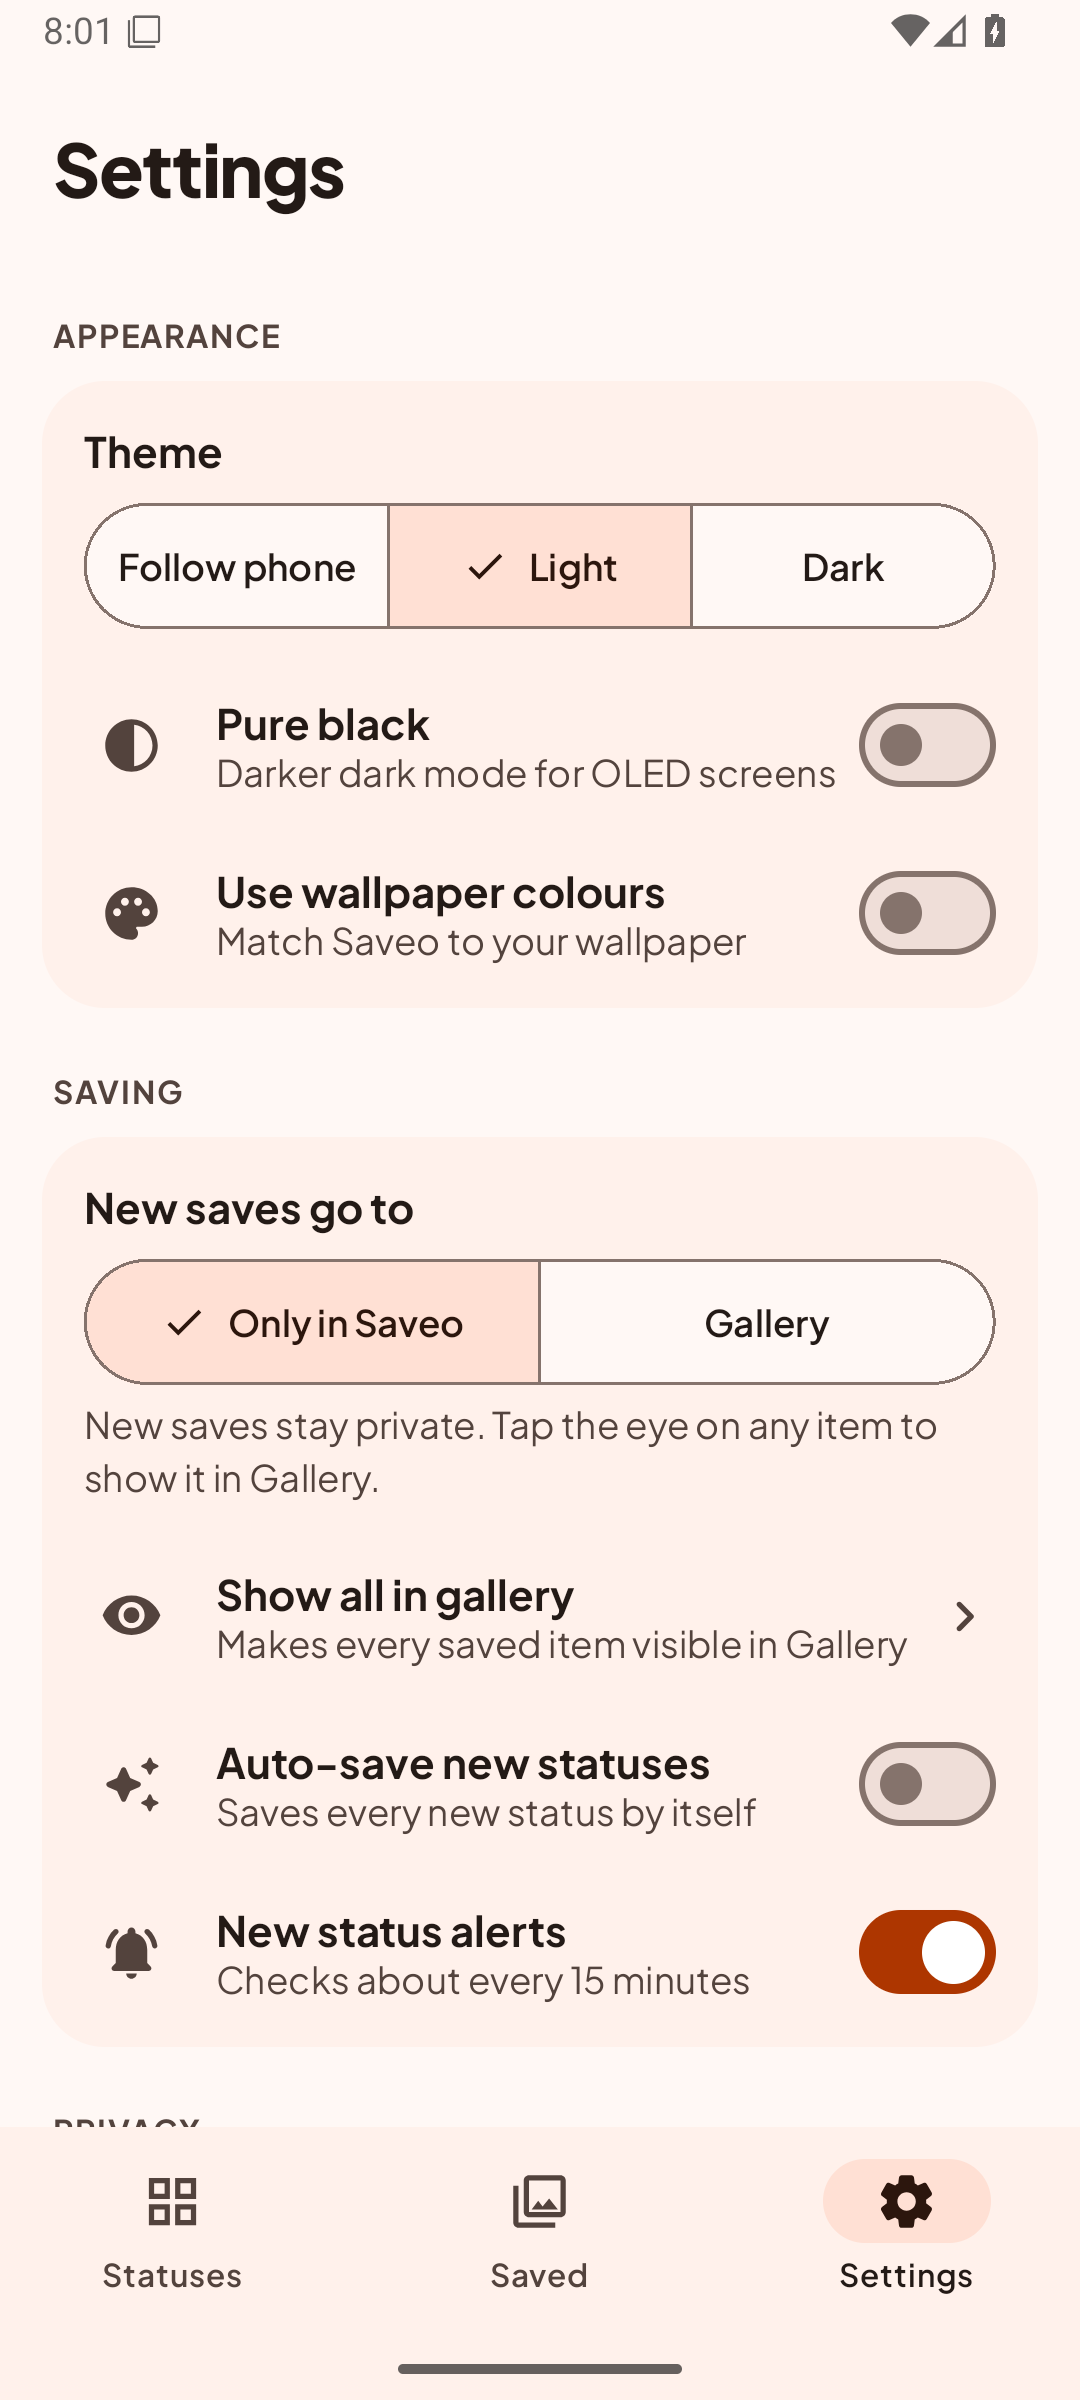 8:01
Settings
APPEARANCE
Theme
Follow phone
Light
Dark
Pure black
Darker dark mode for OLED screens
Use wallpaper colours
Match Saveo to your wallpaper
SAVING
New saves go to
Only in Saveo
Gallery
New saves stay private. Tap the eye on any item to
show it in Gallery.
Show all in gallery
Makes every saved item visible in Gallery
Auto-save new statuses
Saves every new status by itself
New status alerts
Checks about every 15 minutes
PRIVACY
Statuses
Saved
Settings